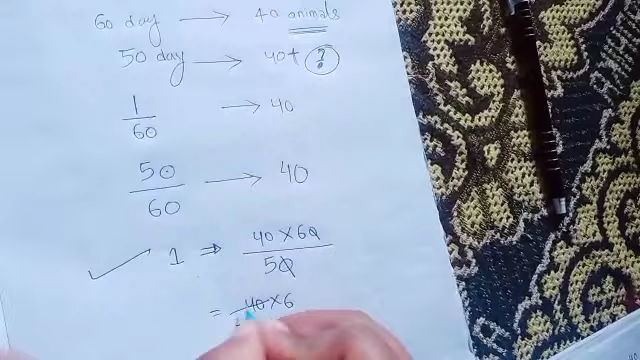 60 day → 40 animals
50 day → 40+ ?
1/60 → 40
50/60 → 40
✓ 1 ⇒ 40×60/50
= 40×6